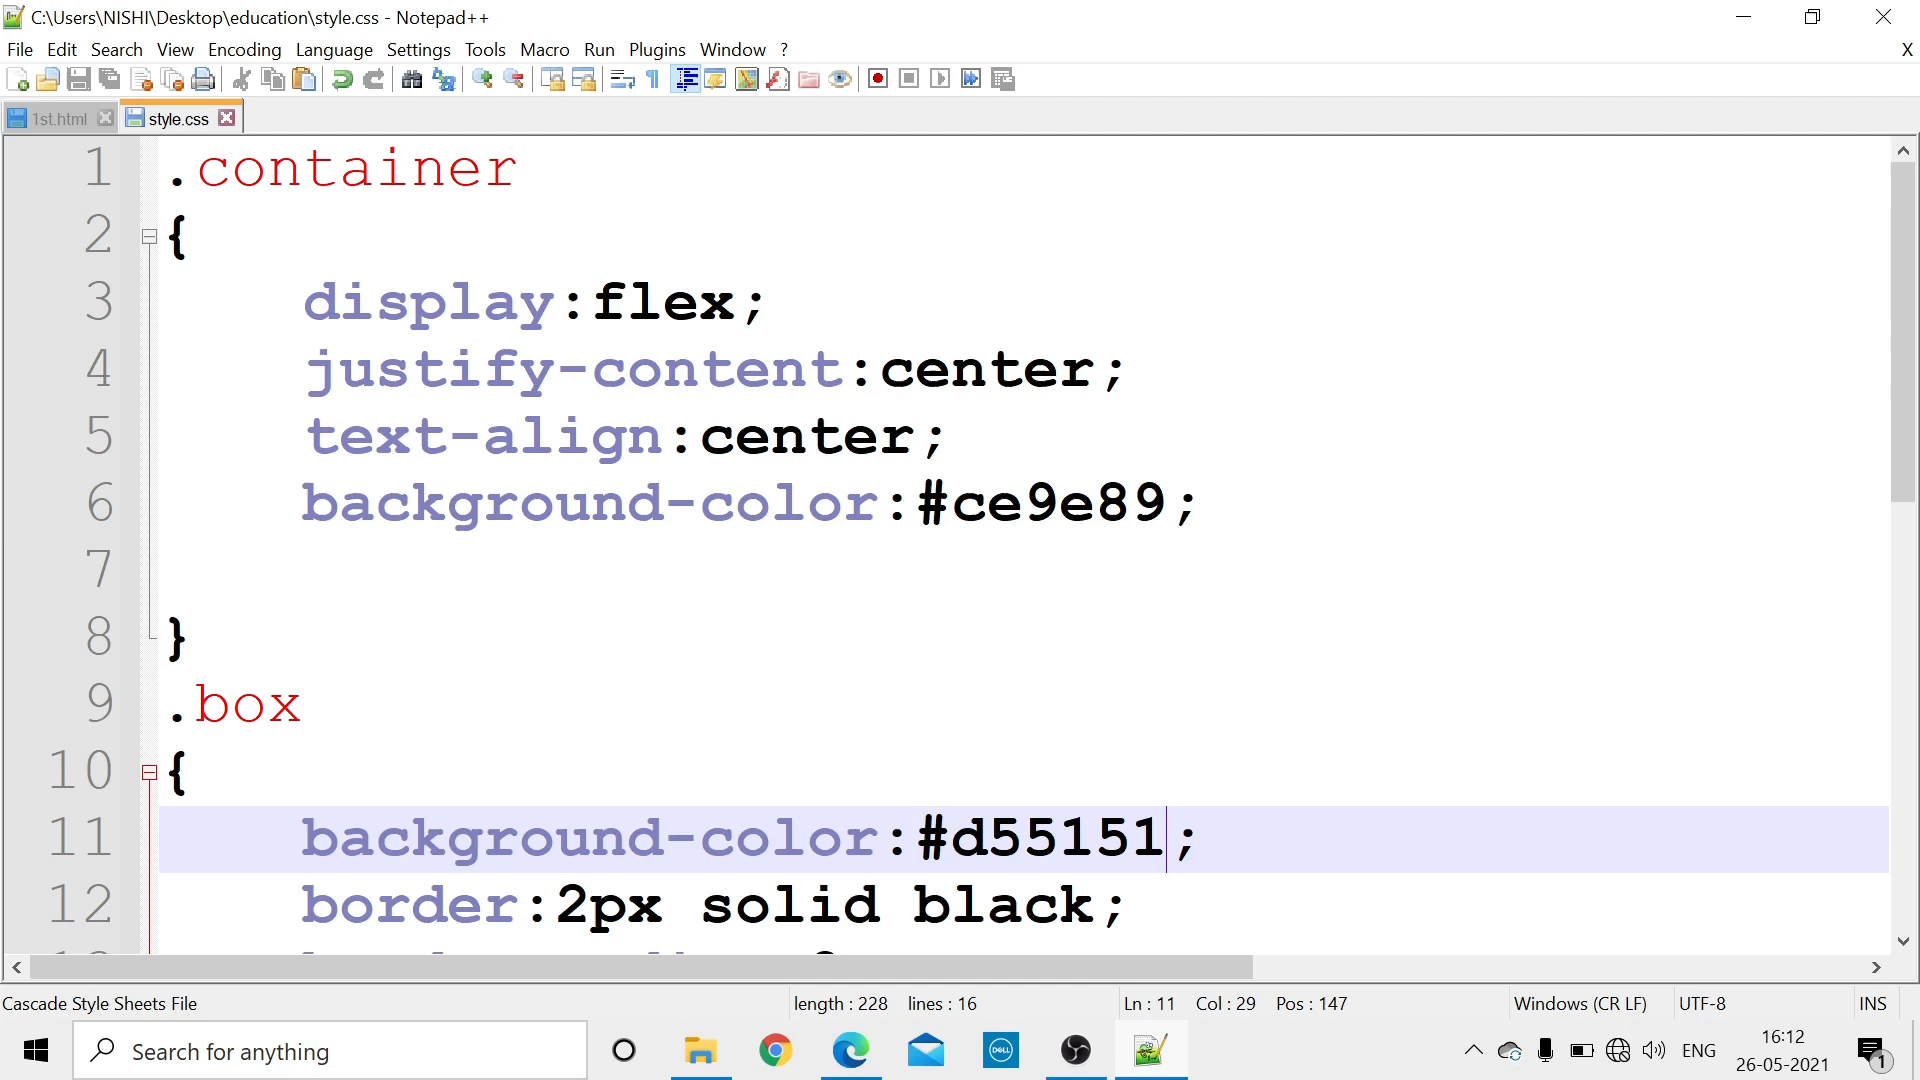 C:\Users\NISHI\Desktop\education\style.css - Notepad++
File Edit Search View Encoding Language Settings Tools Macro Run Plugins Window ? X
1st.html style.css
1 .container
2 {
3 display:flex;
4 justify-content:center;
5 text-align:center;
6 background-color:#ce9e89;
7
8 }
9 .box
10 {
11 background-color:#d55151;
12 border:2px solid black;
Cascade Style Sheets File length : 228 lines : 16 Ln : 11 Col : 29 Pos : 147 Windows (CR LF) UTF-8 INS
Search for anything DELL ENG 16:12
26-05-2021 1